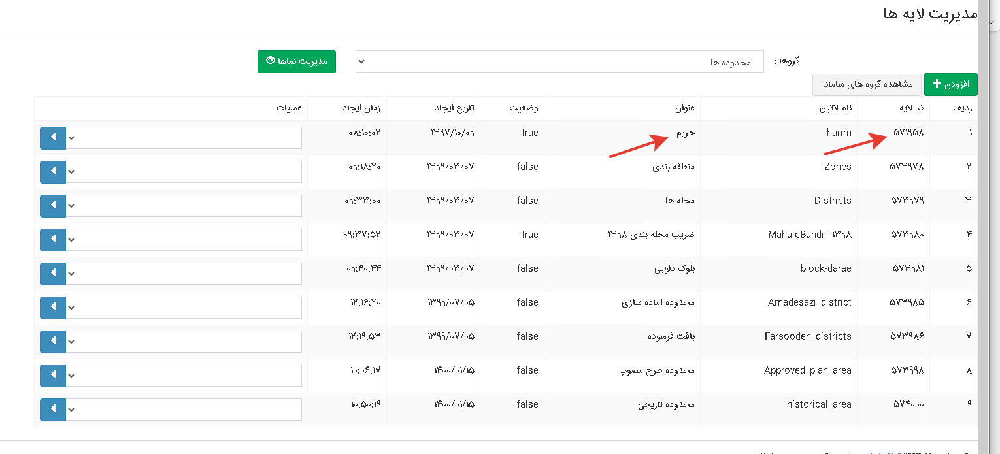 مدیریت لایه ها
گروها : محدوده ها مدیریت نماها
افزودن + مشاهده گروه های سامانه
ردیف کد لایه نام لاتین عنوان وضعیت تاریخ ایجاد زمان ایجاد عملیات
۱ ۵۷۱۹۵۸ harim حریم true ۱۳۹۷/۱۰/۰۹ ۰۸:۱۰:۰۲
۲ ۵۷۳۹۷۸ Zones منطقه بندی false ۱۳۹۹/۰۳/۰۷ ۰۹:۱۸:۲۰
۳ ۵۷۳۹۷۹ Districts محله ها false ۱۳۹۹/۰۳/۰۷ ۰۹:۳۳:۰۰
۴ ۵۷۳۹۸۰ MahaleBandi - ۱۳۹۸ ضریب محله بندی-۱۳۹۸ true ۱۳۹۹/۰۳/۰۷ ۰۹:۳۷:۵۲
۵ ۵۷۳۹۸۱ block-darae بلوک دارایی false ۱۳۹۹/۰۳/۰۷ ۰۹:۴۰:۴۴
۶ ۵۷۳۹۸۵ Amadesazi_district محدوده آماده سازی false ۱۳۹۹/۰۷/۰۵ ۱۲:۱۶:۲۰
۷ ۵۷۳۹۸۶ Farsoodeh_districts بافت فرسوده false ۱۳۹۹/۰۷/۰۵ ۱۲:۱۹:۵۳
۸ ۵۷۳۹۹۸ Approved_plan_area محدوده طرح مصوب false ۱۴۰۰/۰۱/۱۵ ۱۰:۰۶:۱۷
۹ ۵۷۴۰۰۰ historical_area محدوده تاریخی false ۱۴۰۰/۰۱/۱۵ ۱۰:۵۰:۱۹